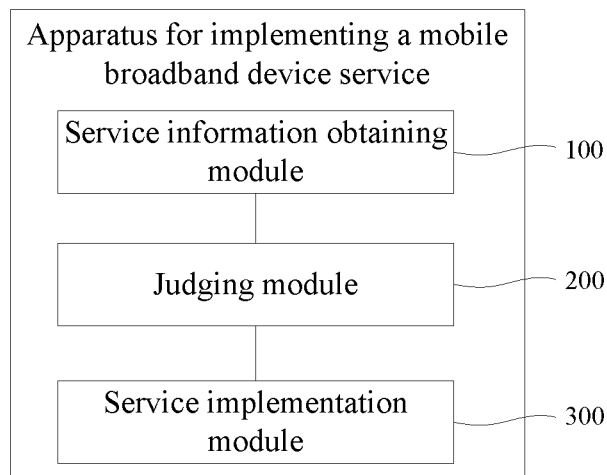 Apparatus for implementing a mobile
broadband device service
Service information obtaining
module
100
Judging module
200
Service implementation
module
300